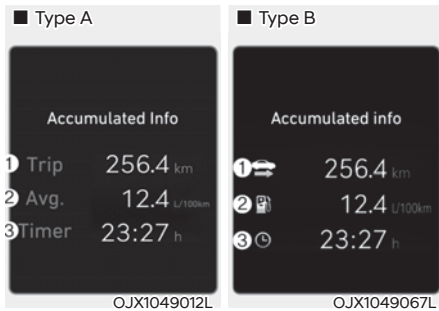 ■ Type A
Accumulated Info
1 Trip 256.4 km
2 Avg. 12.4 L/100km
3 Timer 23:27 h
OJX1049012L
■ Type B
Accumulated info
1 256.4 km
2 12.4 L/100km
3 23:27 h
OJX1049067L